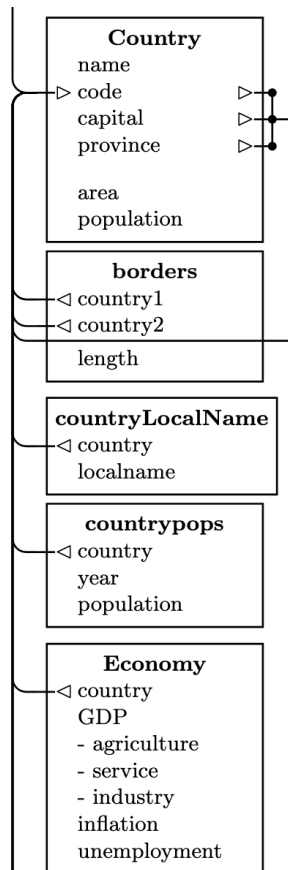 Country
name
code
capital
province
area
population
borders
country1
country2
length
countryLocalName
country
localname
countrypops
country
year
population
Economy
country
GDP
- agriculture
- service
- industry
inflation
unemployment